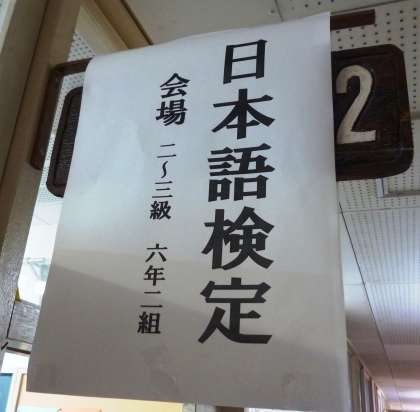 日本語検定
会場 二～三級 六年二組
2